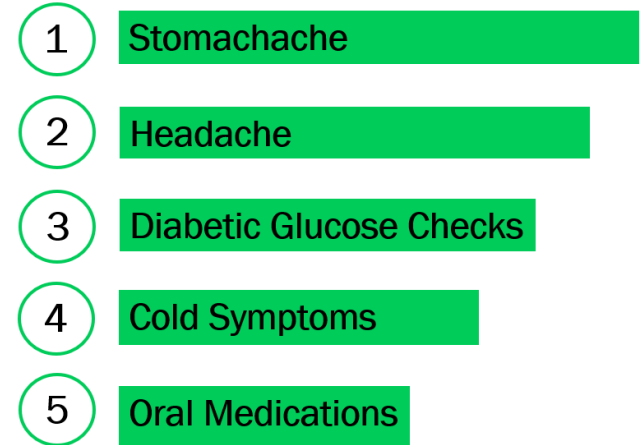 1 Stomachache
2 Headache
3 Diabetic Glucose Checks
4 Cold Symptoms
5 Oral Medications